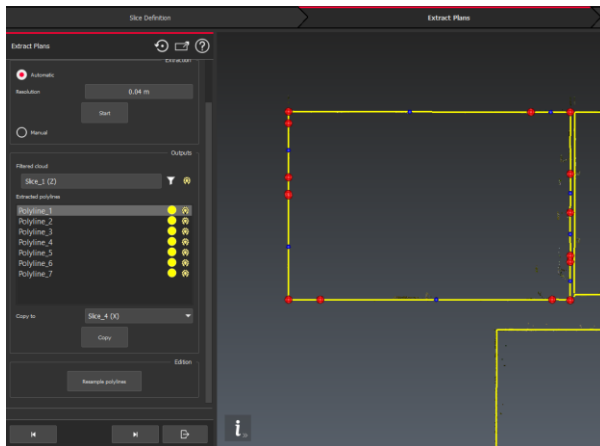 Slice Definition
Extract Plans
Extract Plans
Extraction
Automatic
Resolution
0.04 m
Start
Manual
Outputs
Filtered cloud
Slice_1 (Z)
Extracted polylines
Polyline_1
Polyline_2
Polyline_3
Polyline_4
Polyline_5
Polyline_6
Polyline_7
Copy to
Slice_4 (X)
Copy
Edition
Resample polylines